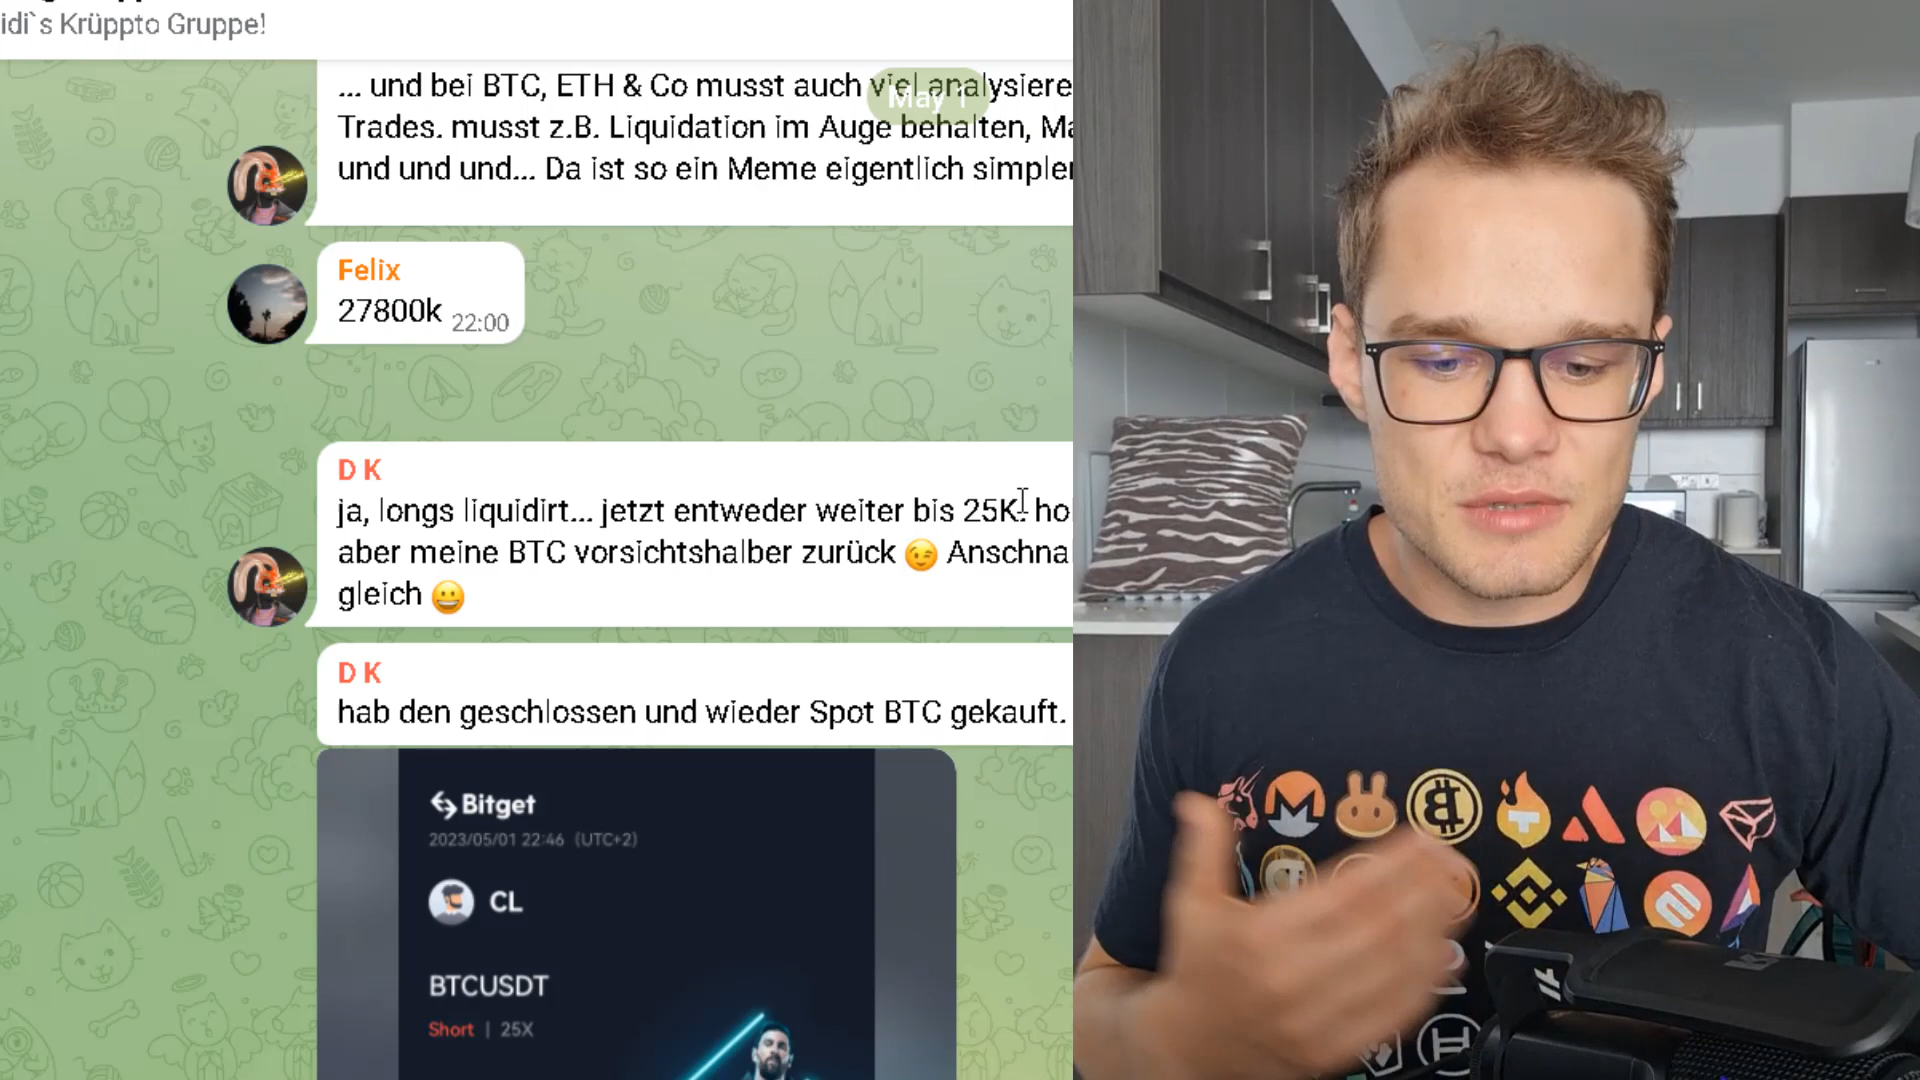 idi`s Krüppto Gruppe!
... und bei BTC, ETH & Co musst auch viel analysiere
May 1
Trades. musst z.B. Liquidation im Auge behalten, Ma
und und und... Da ist so ein Meme eigentlich simpler
Felix
27800k 22:00
D K
ja, longs liquidirt... jetzt entweder weiter bis 25K. ho
aber meine BTC vorsichtshalber zurück 😉 Anschna
gleich 😀
D K
hab den geschlossen und wieder Spot BTC gekauft.
Bitget
2023/05/01 22:46 (UTC+2)
CL
BTCUSDT
Short | 25X